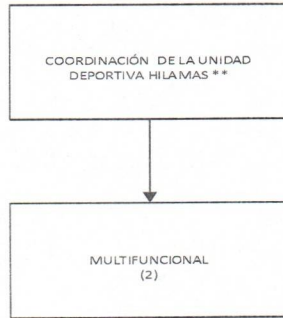 COORDINACIÓN DE LA UNIDAD
DEPORTIVA HILAMAS **
MULTIFUNCIONAL
(2)